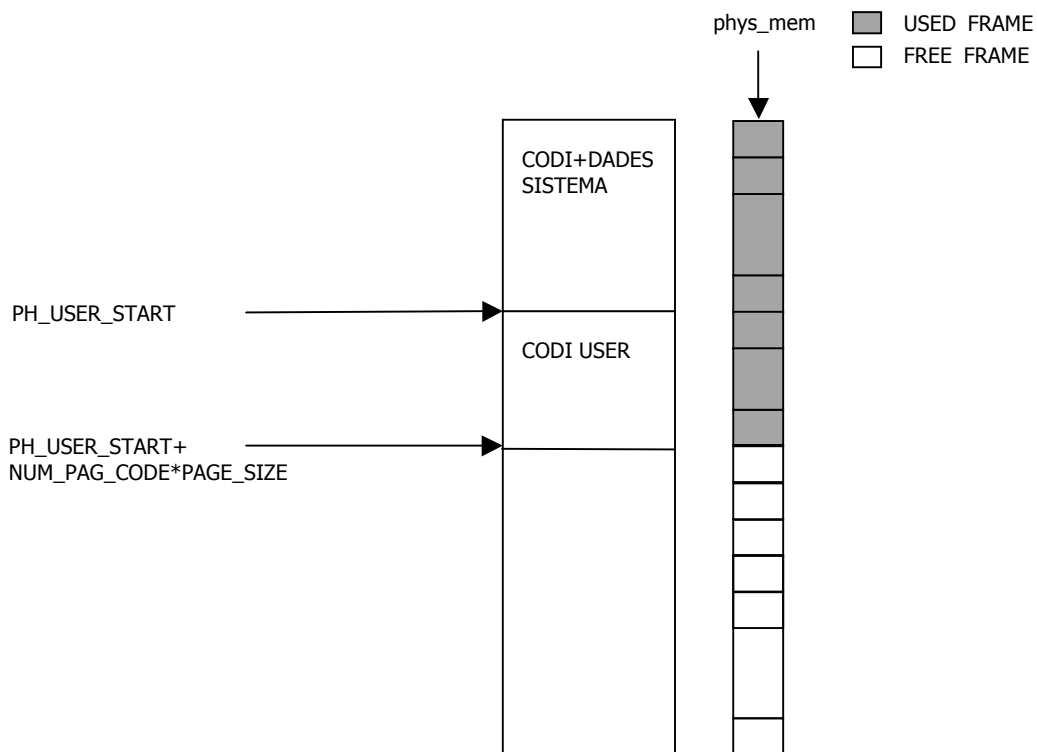 phys_mem
USED FRAME
FREE FRAME
CODI+DADES
SISTEMA
PH_USER_START
CODI USER
PH_USER_START+
NUM_PAG_CODE*PAGE_SIZE